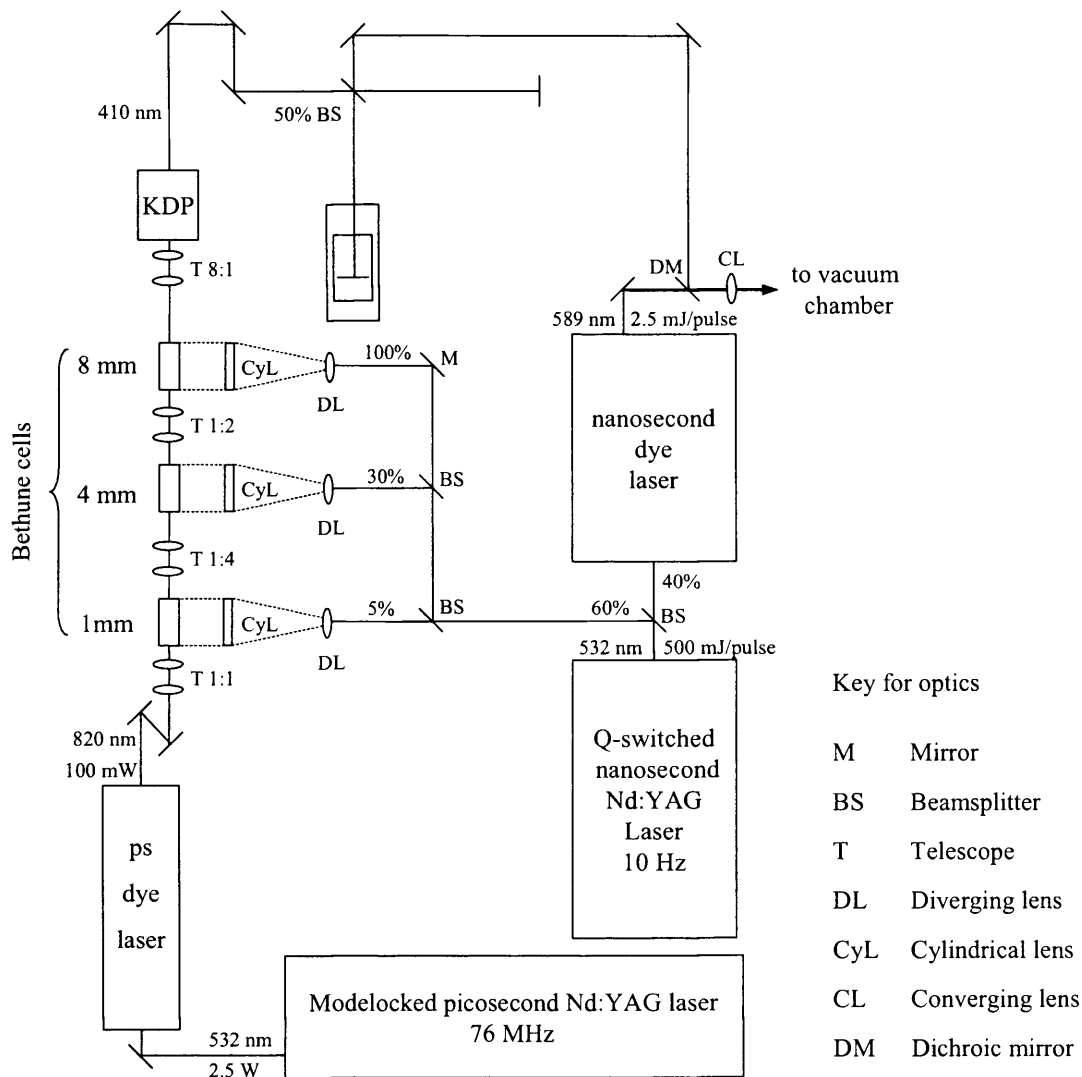 410 nm
50% BS
KDP
T 8:1
DM
CL
to vacuum
chamber
589 nm
2.5 mJ/pulse
Bethune cells
8 mm
CyL
DL
100%
M
T 1:2
nanosecond
dye
laser
4 mm
CyL
DL
30%
BS
T 1:4
40%
1mm
CyL
DL
5%
BS
60%
BS
T 1:1
532 nm
500 mJ/pulse
820 nm
100 mW
Q-switched
nanosecond
Nd:YAG
Laser
10 Hz
ps
dye
laser
532 nm
2.5 W
Modelocked picosecond Nd:YAG laser
76 MHz
Key for optics
M Mirror
BS Beamsplitter
T Telescope
DL Diverging lens
CyL Cylindrical lens
CL Converging lens
DM Dichroic mirror